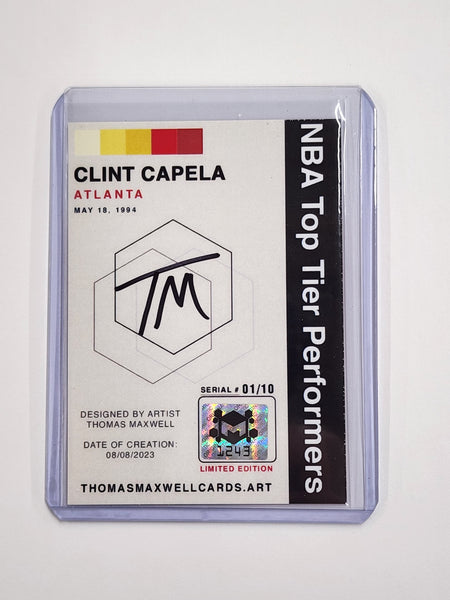 CLINT CAPELA
ATLANTA
MAY 18, 1994
TM
SERIAL # 01/10
DESIGNED BY ARTIST
THOMAS MAXWELL
DATE OF CREATION:
08/08/2023
M
1243
LIMITED EDITION
THOMASMAXWELLCARDS.ART
NBA Top Tier Performers